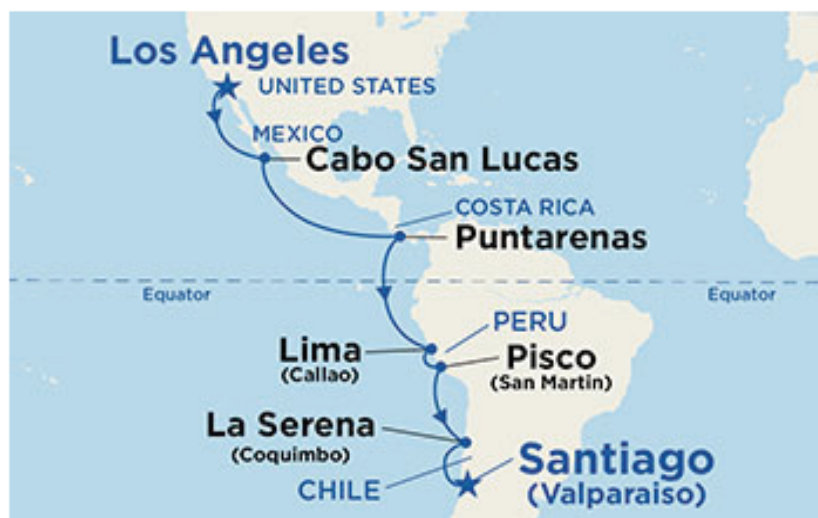 Los Angeles
UNITED STATES
MEXICO
Cabo San Lucas
COSTA RICA
Puntarenas
Equator
Equator
PERU
Lima
(Callao)
Pisco
(San Martin)
La Serena
(Coquimbo)
Santiago
(Valparaiso)
CHILE